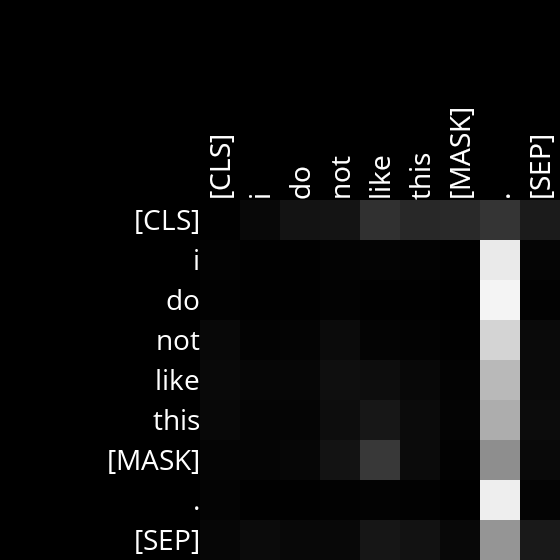 [CLS] i do not like this [MASK] . [SEP]
[CLS]
i
do
not
like
this
[MASK]
.
[SEP]